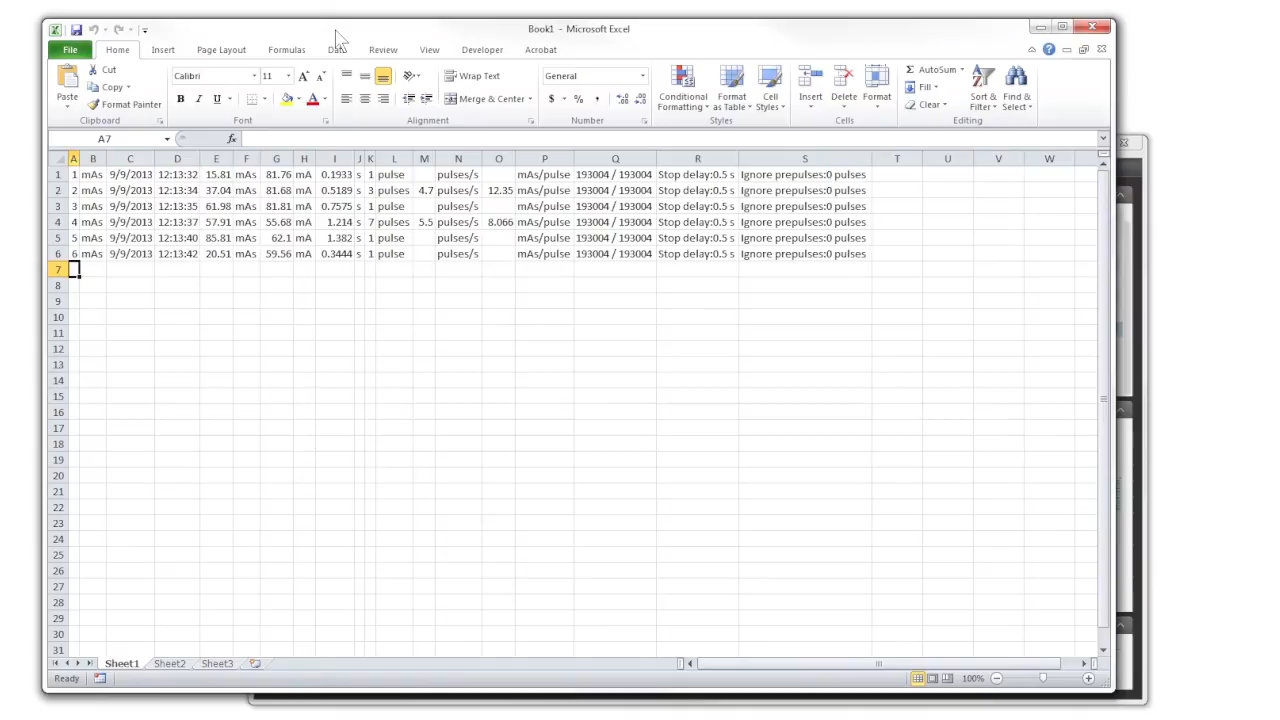 Book1 - Microsoft Excel
File Home Insert Page Layout Formulas Data Review View Developer Acrobat
Paste Cut Copy Format Painter
Clipboard
Calibri 11
B I U
Font
Wrap Text
Merge & Center
Alignment
General
$ % ,
Number
Conditional Formatting Format as Table Cell Styles
Styles
Insert Delete Format
Cells
AutoSum Fill Clear Sort & Filter Find & Select
Editing
A7 fx
A B C D E F G H I J K L M N O P Q R S T U V W
1 1 mAs 9/9/2013 12:13:32 15.81 mAs 81.76 mA 0.1933 s 1 pulse pulses/s mAs/pulse 193004 / 193004 Stop delay:0.5 s Ignore prepulses:0 pulses
2 2 mAs 9/9/2013 12:13:34 37.04 mAs 81.68 mA 0.5189 s 3 pulses 4.7 pulses/s 12.35 mAs/pulse 193004 / 193004 Stop delay:0.5 s Ignore prepulses:0 pulses
3 3 mAs 9/9/2013 12:13:35 61.98 mAs 81.81 mA 0.7575 s 1 pulse pulses/s mAs/pulse 193004 / 193004 Stop delay:0.5 s Ignore prepulses:0 pulses
4 4 mAs 9/9/2013 12:13:37 57.91 mAs 55.68 mA 1.214 s 7 pulses 5.5 pulses/s 8.066 mAs/pulse 193004 / 193004 Stop delay:0.5 s Ignore prepulses:0 pulses
5 5 mAs 9/9/2013 12:13:40 85.81 mAs 62.1 mA 1.382 s 1 pulse pulses/s mAs/pulse 193004 / 193004 Stop delay:0.5 s Ignore prepulses:0 pulses
6 6 mAs 9/9/2013 12:13:42 20.51 mAs 59.56 mA 0.3444 s 1 pulse pulses/s mAs/pulse 193004 / 193004 Stop delay:0.5 s Ignore prepulses:0 pulses
7
8
9
10
11
12
13
14
15
16
17
18
19
20
21
22
23
24
25
26
27
28
29
30
31
Sheet1 Sheet2 Sheet3
Ready 100%